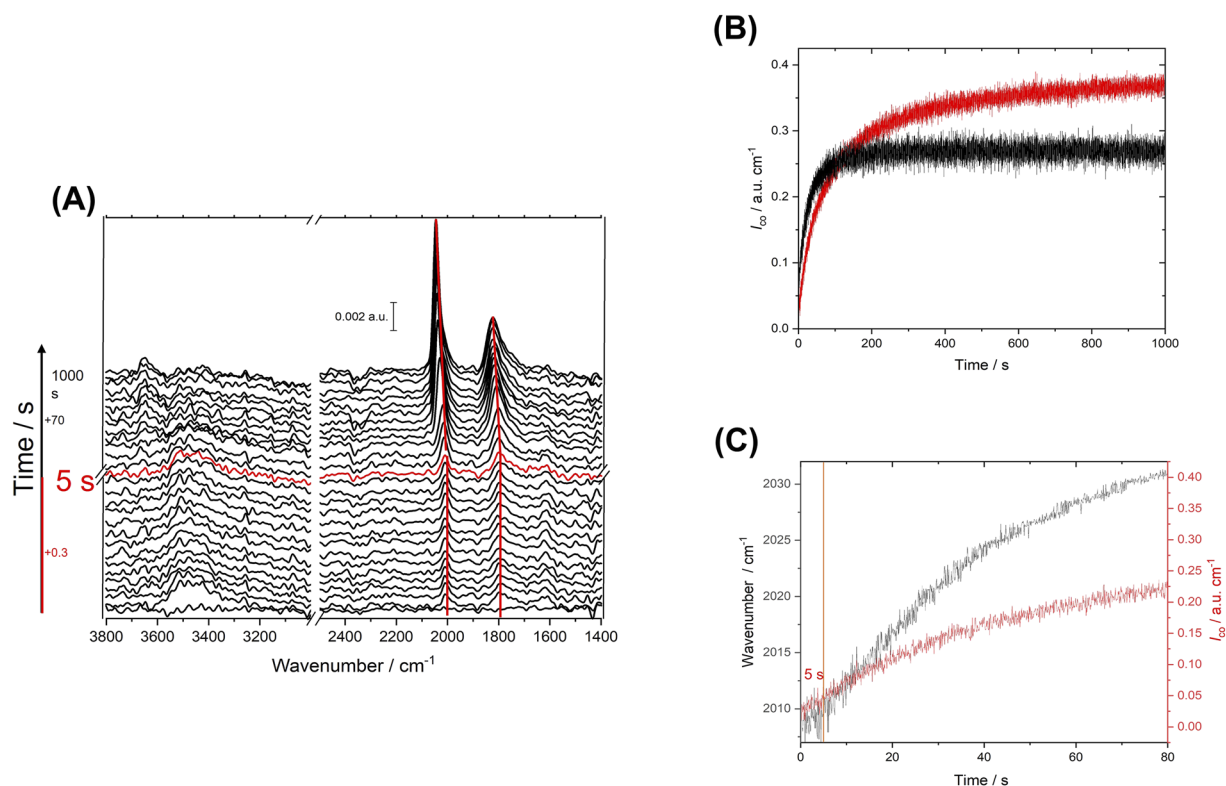 (A)
0.002 a.u.
Time / s
1000
s
+70
5 s
+0.3
3800 3600 3400 3200 2400 2200 2000 1800 1600 1400
Wavenumber / cm-1
(B)
0.4
0.3
0.2
0.1
0.0
ICO / a.u. cm-1
0 200 400 600 800 1000
Time / s
(C)
2030
2025
2020
2015
2010
Wavenumber / cm-1
5 s
0.40
0.35
0.30
0.25
0.20
0.15
0.10
0.05
0.00
ICO / a.u. cm-1
0 20 40 60 80
Time / s